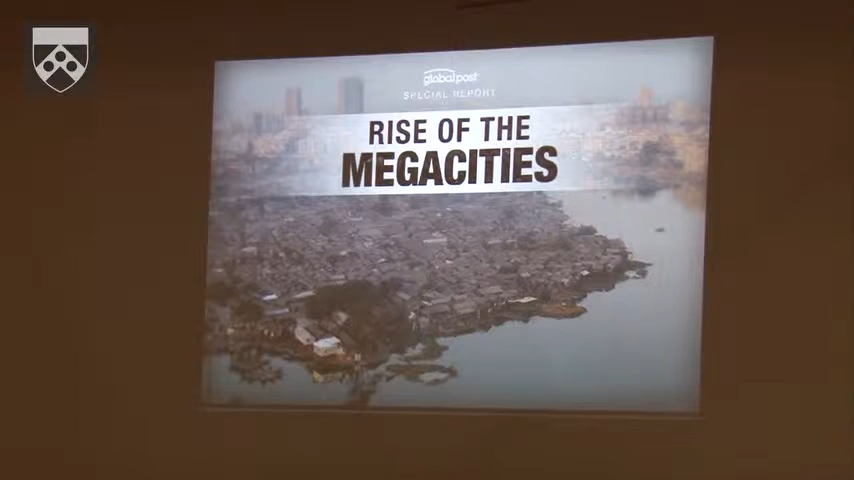 globalpost
SPECIAL REPORT
RISE OF THE
MEGACITIES